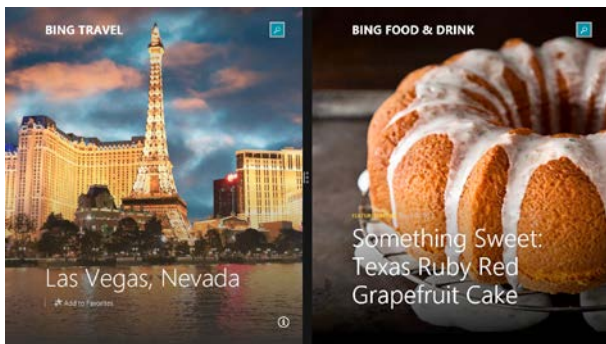 BING TRAVEL
Las Vegas, Nevada
Add to Favorites
BING FOOD & DRINK
Something Sweet:
Texas Ruby Red
Grapefruit Cake